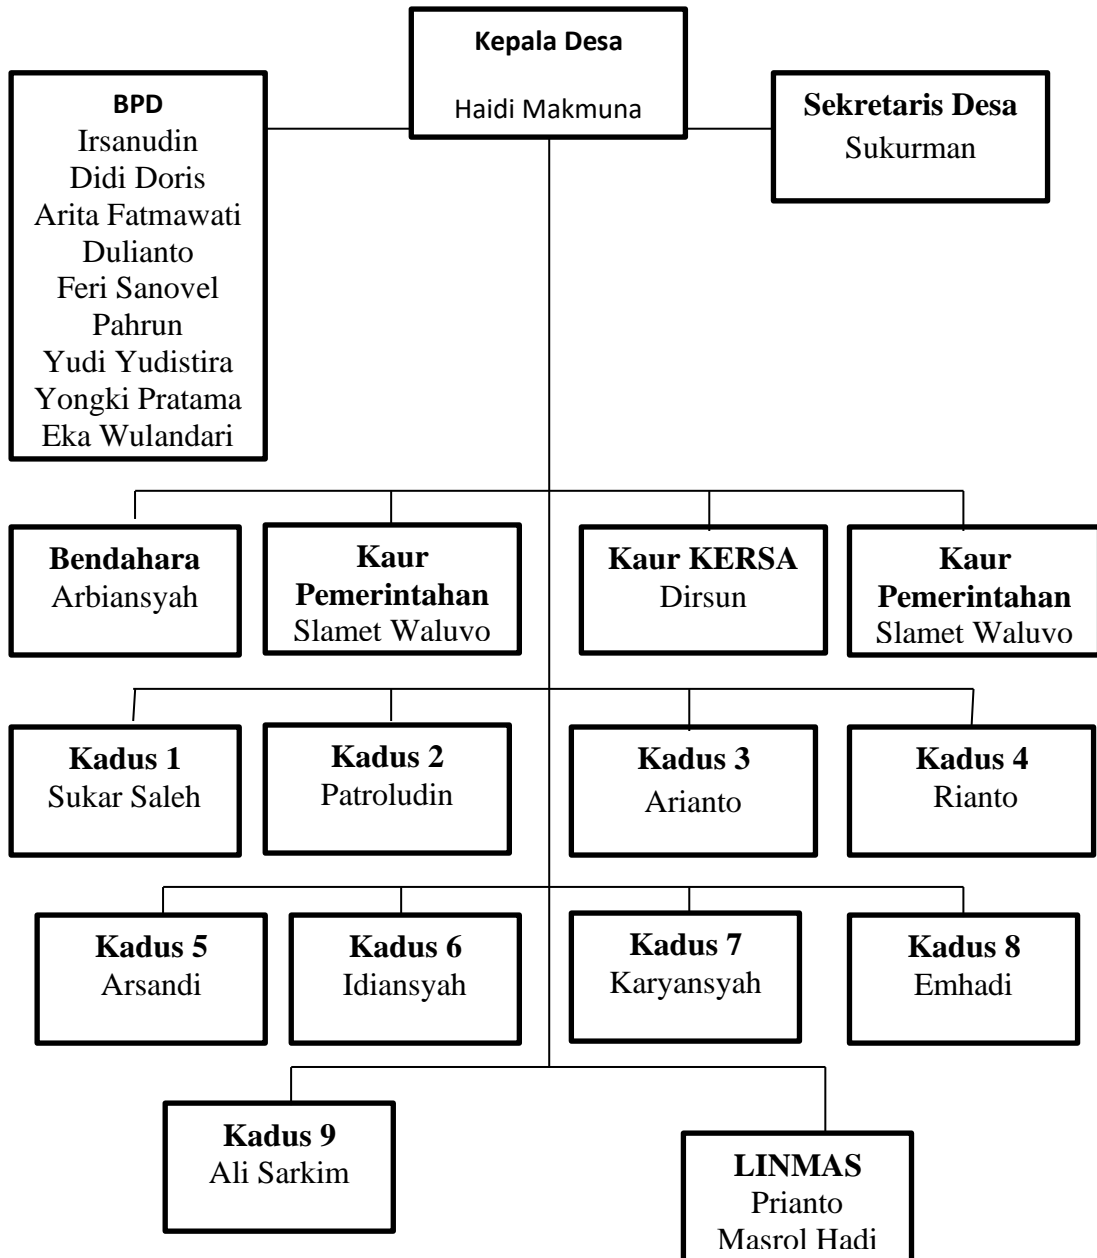 Kepala Desa
Haidi Makmuna
BPD
Irsanudin
Didi Doris
Arita Fatmawati
Dulianto
Feri Sanovel
Pahrun
Yudi Yudistira
Yongki Pratama
Eka Wulandari
Sekretaris Desa
Sukurman
Bendahara
Arbiansyah
Kaur
Pemerintahan
Slamet Waluvo
Kaur KERSA
Dirsun
Kaur
Pemerintahan
Slamet Waluvo
Kadus 1
Sukar Saleh
Kadus 2
Patroludin
Kadus 3
Arianto
Kadus 4
Rianto
Kadus 5
Arsandi
Kadus 6
Idiansyah
Kadus 7
Karyansyah
Kadus 8
Emhadi
Kadus 9
Ali Sarkim
LINMAS
Prianto
Masrol Hadi